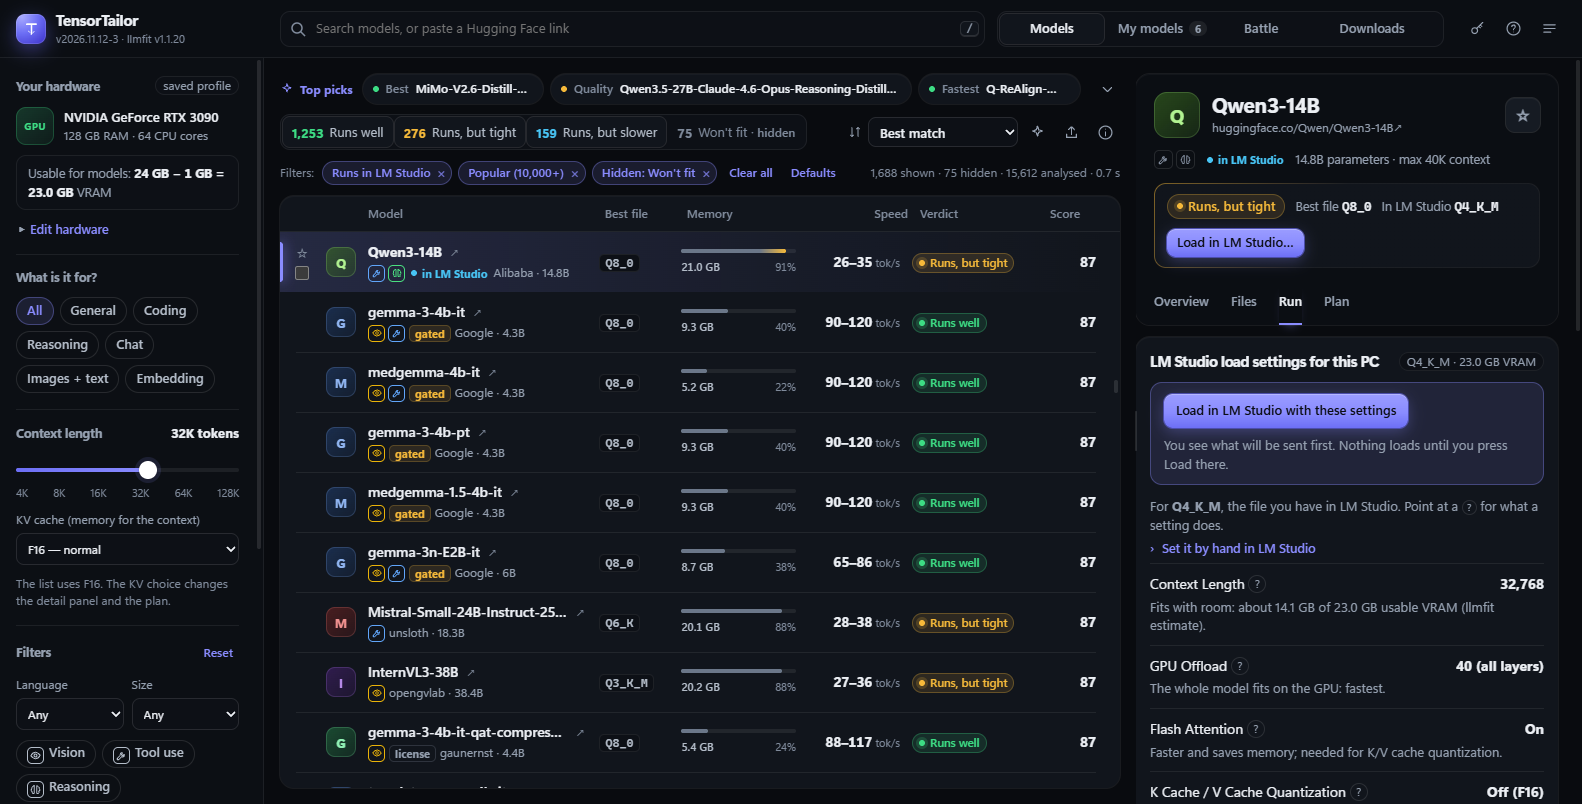 TensorTailor
v2026.11.12-3 · llmfit v1.1.20
Search models, or paste a Hugging Face link
/
Models
My models 6
Battle
Downloads
Your hardware
saved profile
GPU
NVIDIA GeForce RTX 3090
128 GB RAM · 64 CPU cores
Usable for models: 24 GB − 1 GB =
23.0 GB VRAM
▸ Edit hardware
What is it for?
All
General
Coding
Reasoning
Chat
Images + text
Embedding
Context length
32K tokens
4K 8K 16K 32K 64K 128K
KV cache (memory for the context)
F16 — normal
The list uses F16. The KV choice changes
the detail panel and the plan.
Filters
Reset
Language
Size
Any
Any
Vision
Tool use
Reasoning
Top picks
Best MiMo-V2.6-Distill-...
Quality Qwen3.5-27B-Claude-4.6-Opus-Reasoning-Distill...
Fastest Q-ReAlign-...
1,253 Runs well
276 Runs, but tight
159 Runs, but slower
75 Won't fit · hidden
Best match
Filters:
Runs in LM Studio ×
Popular (10,000+) ×
Hidden: Won't fit ×
Clear all
Defaults
1,688 shown · 75 hidden · 15,612 analysed · 0.7 s
Model Best file Memory Speed Verdict Score
Q
Qwen3-14B ↗
in LM Studio Alibaba · 14.8B
Q8_0
21.0 GB 91%
26–35 tok/s
Runs, but tight
87
G
gemma-3-4b-it ↗
gated Google · 4.3B
Q8_0
9.3 GB 40%
90–120 tok/s
Runs well
87
M
medgemma-4b-it ↗
gated Google · 4.3B
Q8_0
5.2 GB 22%
90–120 tok/s
Runs well
87
G
gemma-3-4b-pt ↗
gated Google · 4.3B
Q8_0
9.3 GB 40%
90–120 tok/s
Runs well
87
M
medgemma-1.5-4b-it ↗
gated Google · 4.3B
Q8_0
9.3 GB 40%
90–120 tok/s
Runs well
87
G
gemma-3n-E2B-it ↗
gated Google · 6B
Q8_0
8.7 GB 38%
65–86 tok/s
Runs well
87
M
Mistral-Small-24B-Instruct-25... ↗
unsloth · 18.3B
Q6_K
20.1 GB 88%
28–38 tok/s
Runs, but tight
87
I
InternVL3-38B ↗
opengvlab · 38.4B
Q3_K_M
20.2 GB 88%
27–36 tok/s
Runs, but tight
87
G
gemma-3-4b-it-qat-compres... ↗
license gaunernst · 4.4B
Q8_0
5.4 GB 24%
88–117 tok/s
Runs well
87
Q
Qwen3-14B
huggingface.co/Qwen/Qwen3-14B↗
in LM Studio 14.8B parameters · max 40K context
Runs, but tight Best file Q8_0 In LM Studio Q4_K_M
Load in LM Studio...
Overview
Files
Run
Plan
LM Studio load settings for this PC
Q4_K_M · 23.0 GB VRAM
Load in LM Studio with these settings
You see what will be sent first. Nothing loads until you press
Load there.
For Q4_K_M, the file you have in LM Studio. Point at a ? for what a
setting does.
› Set it by hand in LM Studio
Context Length ? 32,768
Fits with room: about 14.1 GB of 23.0 GB usable VRAM (llmfit
estimate).
GPU Offload ? 40 (all layers)
The whole model fits on the GPU: fastest.
Flash Attention ? On
Faster and saves memory; needed for K/V cache quantization.
K Cache / V Cache Quantization ? Off (F16)